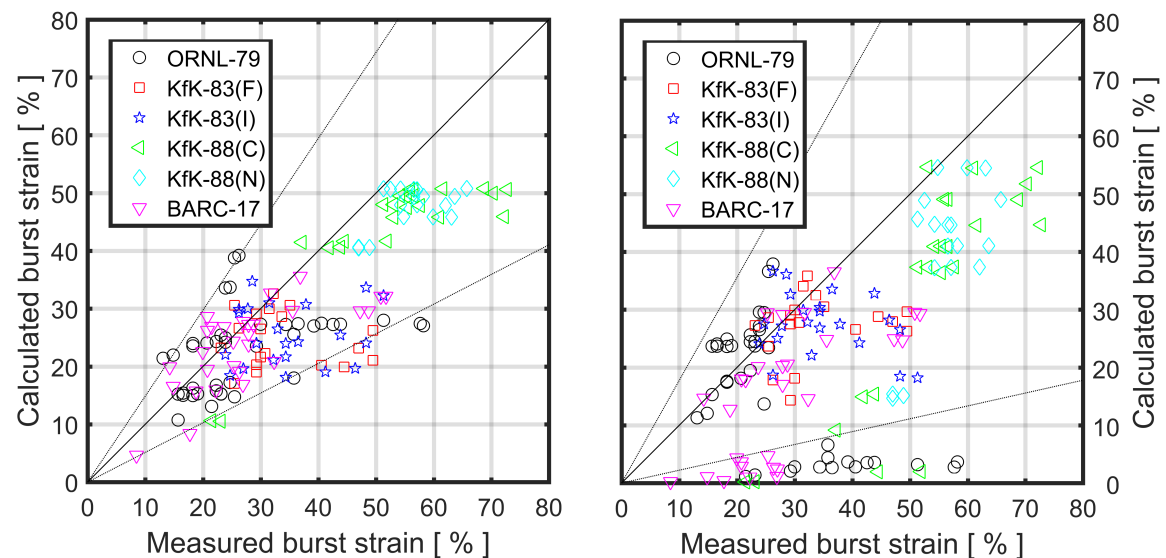 80
70
60
50
40
30
20
10
0
Calculated burst strain [ % ]
ORNL-79
KfK-83(F)
KfK-83(I)
KfK-88(C)
KfK-88(N)
BARC-17
0 10 20 30 40 50 60 70 80
Measured burst strain [ % ]
ORNL-79
KfK-83(F)
KfK-83(I)
KfK-88(C)
KfK-88(N)
BARC-17
80
70
60
50
40
30
20
10
0
Calculated burst strain [ % ]
0 10 20 30 40 50 60 70 80
Measured burst strain [ % ]